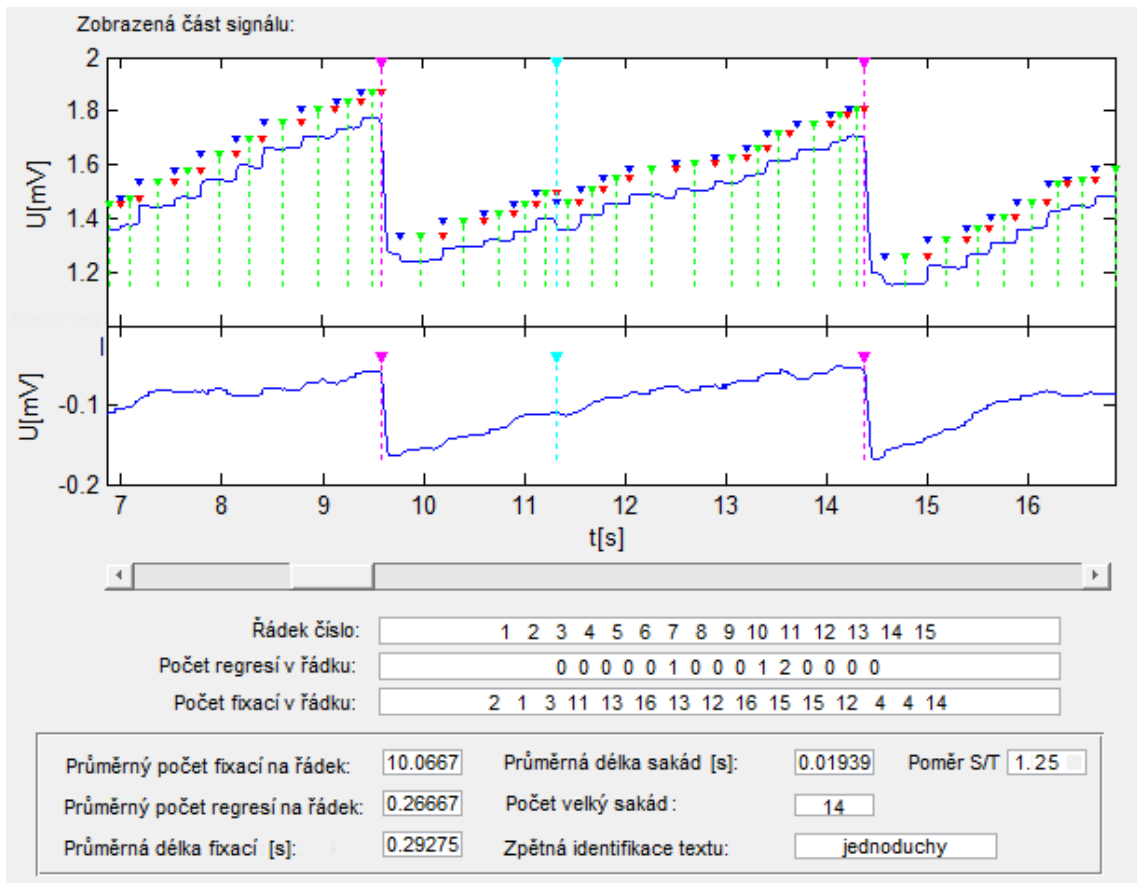 Zobrazená část signálu:
2
1.8
1.6
1.4
1.2
U[mV]
-0.1
-0.2
U[mV]
7 8 9 10 11 12 13 14 15 16
t[s]
Řádek číslo: 1 2 3 4 5 6 7 8 9 10 11 12 13 14 15
Počet regresí v řádku: 0 0 0 0 0 1 0 0 0 1 2 0 0 0 0
Počet fixací v řádku: 2 1 3 11 13 16 13 12 16 15 15 12 4 4 14
Průměrný počet fixací na řádek: 10.0667 Průměrná délka sakád [s]: 0.01939 Poměr S/T 1.25
Průměrný počet regresí na řádek: 0.26667 Počet velký sakád : 14
Průměrná délka fixací [s]: 0.29275 Zpětná identifikace textu: jednoduchy